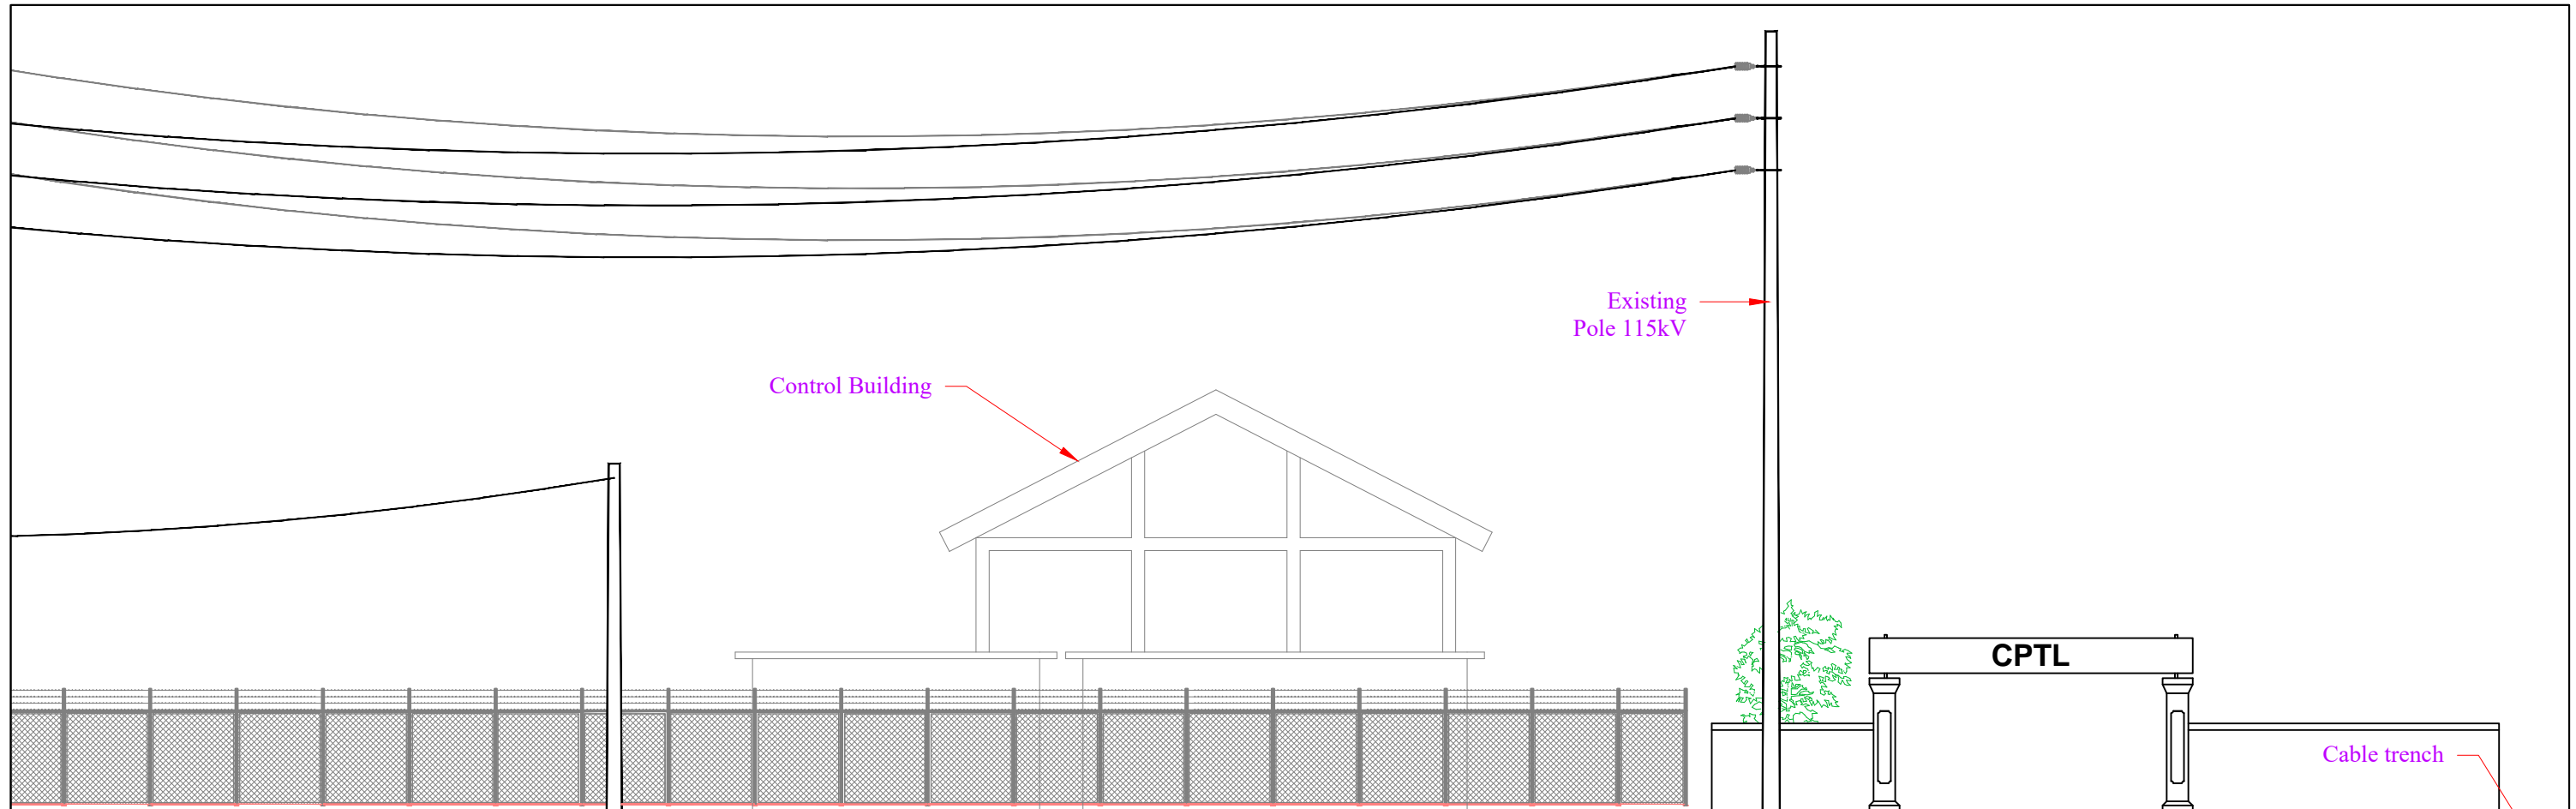 Existing
Pole 115kV
Control Building
CPTL
Cable trench